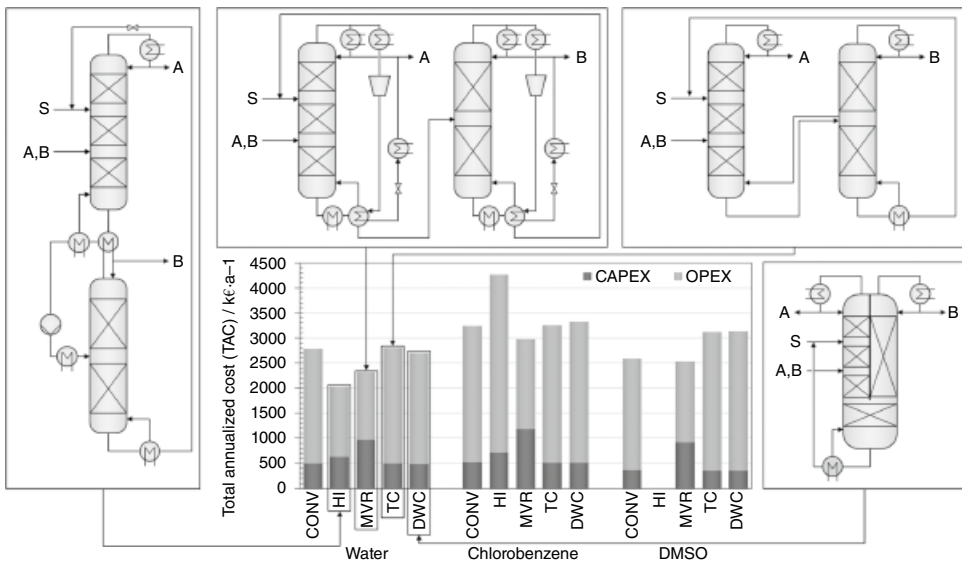 A
S
A,B
B
A
B
S
A,B
A
B
S
A,B
A
B
S
A,B
Total annualized cost (TAC) / k€·a–1
4500
4000
3500
3000
2500
2000
1500
1000
500
0
CAPEX OPEX
CONV HI MVR TC DWC CONV HI MVR TC DWC CONV HI MVR TC DWC
Water Chlorobenzene DMSO